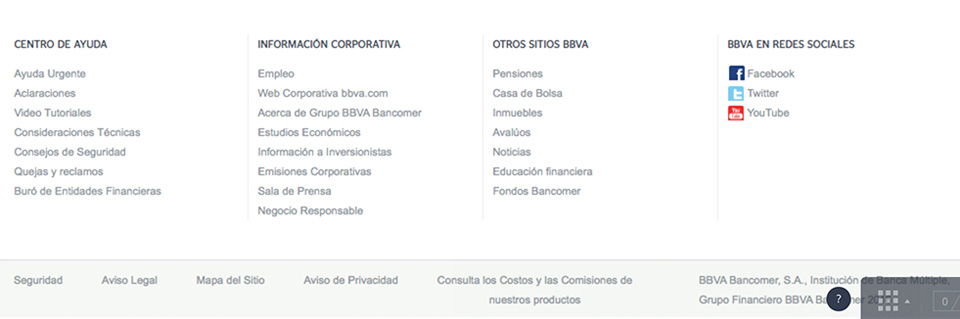 CENTRO DE AYUDA
Ayuda Urgente
Aclaraciones
Video Tutoriales
Consideraciones Técnicas
Consejos de Seguridad
Quejas y reclamos
Buró de Entidades Financieras
INFORMACIÓN CORPORATIVA
Empleo
Web Corporativa bbva.com
Acerca de Grupo BBVA Bancomer
Estudios Económicos
Información a Inversionistas
Emisiones Corporativas
Sala de Prensa
Negocio Responsable
OTROS SITIOS BBVA
Pensiones
Casa de Bolsa
Inmuebles
Avalúos
Noticias
Educación financiera
Fondos Bancomer
BBVA EN REDES SOCIALES
Facebook
Twitter
You Tube YouTube
Seguridad
Aviso Legal
Mapa del Sitio
Aviso de Privacidad
Consulta los Costos y las Comisiones de
nuestros productos
BBVA Bancomer, S.A., Institución de Banca Múltiple,
Grupo Financiero BBVA
?
0